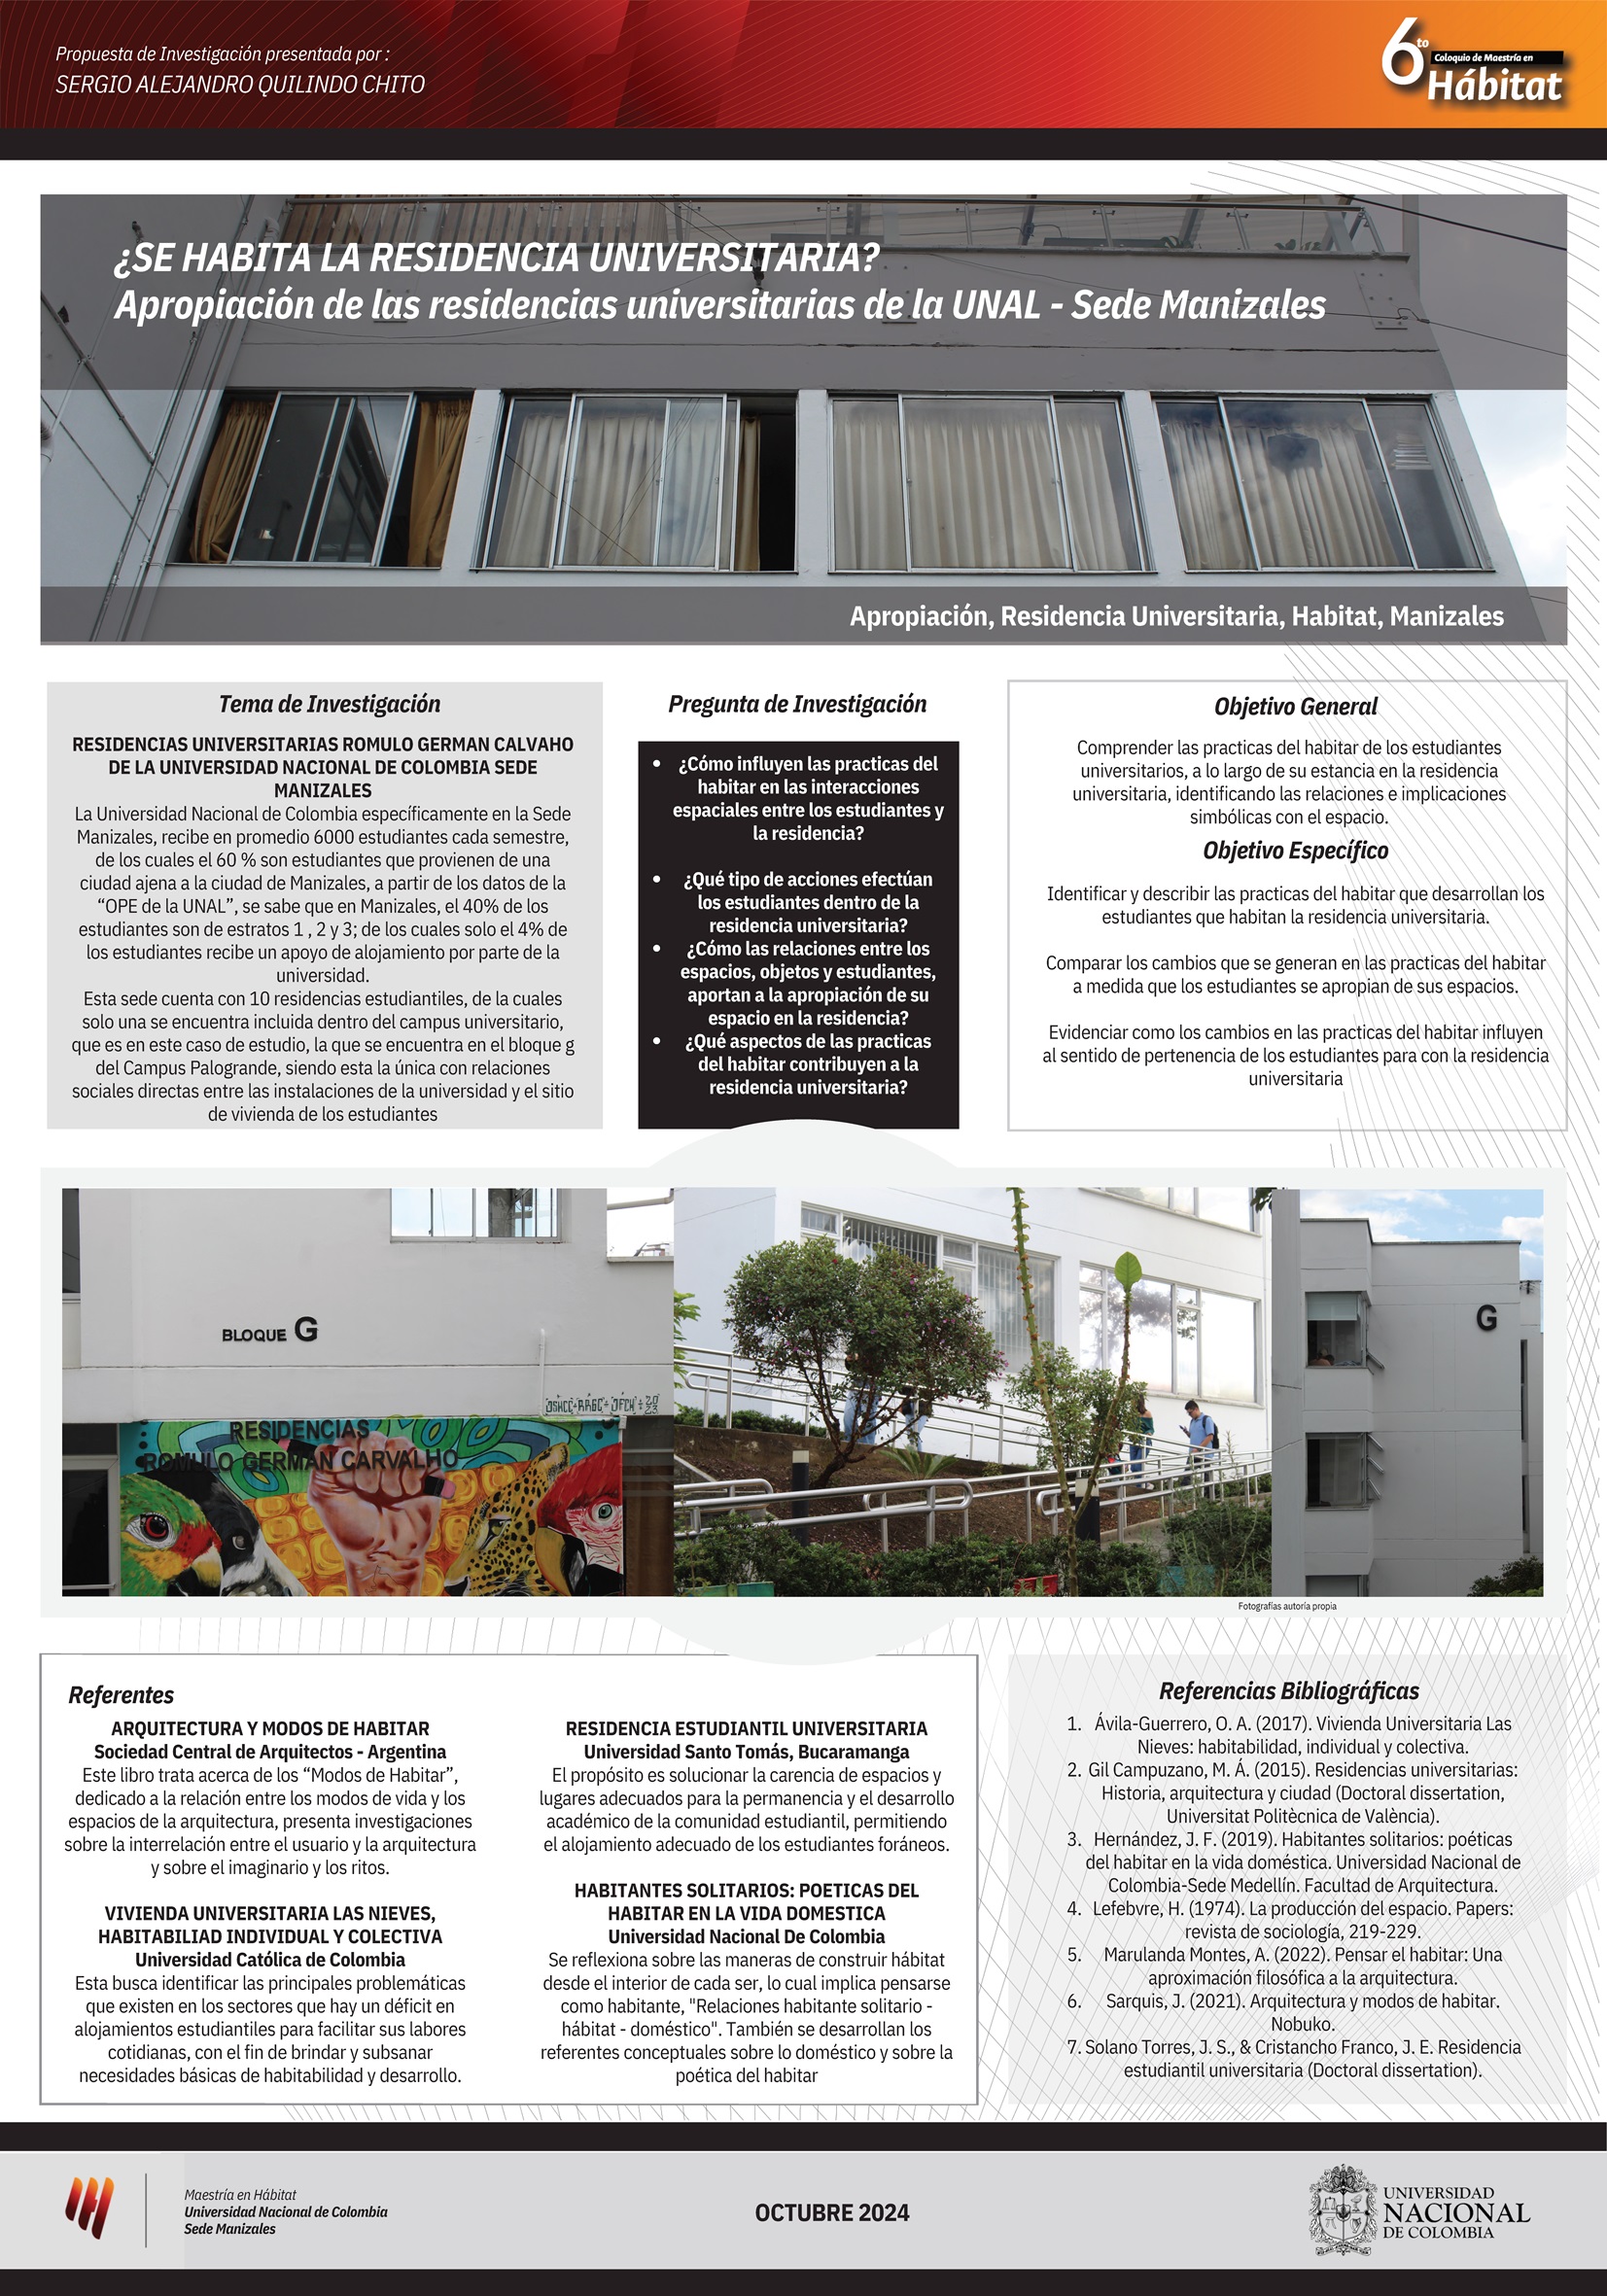 Propuesta de Investigación presentada por :
SERGIO ALEJANDRO QUILINDO CHITO
6to
Coloquio de Maestría en
Hábitat
¿SE HABITA LA RESIDENCIA UNIVERSITARIA?
Apropiación de las residencias universitarias de la UNAL - Sede Manizales
Apropiación, Residencia Universitaria, Habitat, Manizales
Tema de Investigación
RESIDENCIAS UNIVERSITARIAS ROMULO GERMAN CALVAHO
DE LA UNIVERSIDAD NACIONAL DE COLOMBIA SEDE
MANIZALES
La Universidad Nacional de Colombia específicamente en la Sede
Manizales, recibe en promedio 6000 estudiantes cada semestre,
de los cuales el 60 % son estudiantes que provienen de una
ciudad ajena a la ciudad de Manizales, a partir de los datos de la
“OPE de la UNAL”, se sabe que en Manizales, el 40% de los
estudiantes son de estratos 1 , 2 y 3; de los cuales solo el 4% de
los estudiantes recibe un apoyo de alojamiento por parte de la
universidad.
Esta sede cuenta con 10 residencias estudiantiles, de la cuales
solo una se encuentra incluida dentro del campus universitario,
que es en este caso de estudio, la que se encuentra en el bloque g
del Campus Palogrande, siendo esta la única con relaciones
sociales directas entre las instalaciones de la universidad y el sitio
de vivienda de los estudiantes
Pregunta de Investigación
• ¿Cómo influyen las practicas del
habitar en las interacciones
espaciales entre los estudiantes y
la residencia?
• ¿Qué tipo de acciones efectúan
los estudiantes dentro de la
residencia universitaria?
• ¿Cómo las relaciones entre los
espacios, objetos y estudiantes,
aportan a la apropiación de su
espacio en la residencia?
• ¿Qué aspectos de las practicas
del habitar contribuyen a la
residencia universitaria?
Objetivo General
Comprender las practicas del habitar de los estudiantes
universitarios, a lo largo de su estancia en la residencia
universitaria, identificando las relaciones e implicaciones
simbólicas con el espacio.
Objetivo Específico
Identificar y describir las practicas del habitar que desarrollan los
estudiantes que habitan la residencia universitaria.
Comparar los cambios que se generan en las practicas del habitar
a medida que los estudiantes se apropian de sus espacios.
Evidenciar como los cambios en las practicas del habitar influyen
al sentido de pertenencia de los estudiantes para con la residencia
universitaria
BLOQUE G
RESIDENCIAS
ROMULO GERMAN CARVALHO
G
Fotografías autoría propia
Referentes
ARQUITECTURA Y MODOS DE HABITAR
Sociedad Central de Arquitectos - Argentina
Este libro trata acerca de los “Modos de Habitar”,
dedicado a la relación entre los modos de vida y los
espacios de la arquitectura, presenta investigaciones
sobre la interrelación entre el usuario y la arquitectura
y sobre el imaginario y los ritos.
VIVIENDA UNIVERSITARIA LAS NIEVES,
HABITABILIAD INDIVIDUAL Y COLECTIVA
Universidad Católica de Colombia
Esta busca identificar las principales problemáticas
que existen en los sectores que hay un déficit en
alojamientos estudiantiles para facilitar sus labores
cotidianas, con el fin de brindar y subsanar
necesidades básicas de habitabilidad y desarrollo.
RESIDENCIA ESTUDIANTIL UNIVERSITARIA
Universidad Santo Tomás, Bucaramanga
El propósito es solucionar la carencia de espacios y
lugares adecuados para la permanencia y el desarrollo
académico de la comunidad estudiantil, permitiendo
el alojamiento adecuado de los estudiantes foráneos.
HABITANTES SOLITARIOS: POETICAS DEL
HABITAR EN LA VIDA DOMESTICA
Universidad Nacional De Colombia
Se reflexiona sobre las maneras de construir hábitat
desde el interior de cada ser, lo cual implica pensarse
como habitante, "Relaciones habitante solitario -
hábitat - doméstico". También se desarrollan los
referentes conceptuales sobre lo doméstico y sobre la
poética del habitar
Referencias Bibliográficas
1. Ávila-Guerrero, O. A. (2017). Vivienda Universitaria Las
Nieves: habitabilidad, individual y colectiva.
2. Gil Campuzano, M. Á. (2015). Residencias universitarias:
Historia, arquitectura y ciudad (Doctoral dissertation,
Universitat Politècnica de València).
3. Hernández, J. F. (2019). Habitantes solitarios: poéticas
del habitar en la vida doméstica. Universidad Nacional de
Colombia-Sede Medellín. Facultad de Arquitectura.
4. Lefebvre, H. (1974). La producción del espacio. Papers:
revista de sociología, 219-229.
5. Marulanda Montes, A. (2022). Pensar el habitar: Una
aproximación filosófica a la arquitectura.
6. Sarquis, J. (2021). Arquitectura y modos de habitar.
Nobuko.
7. Solano Torres, J. S., & Cristancho Franco, J. E. Residencia
estudiantil universitaria (Doctoral dissertation).
Maestría en Hábitat
Universidad Nacional de Colombia
Sede Manizales
OCTUBRE 2024
UNIVERSIDAD
NACIONAL
DE COLOMBIA